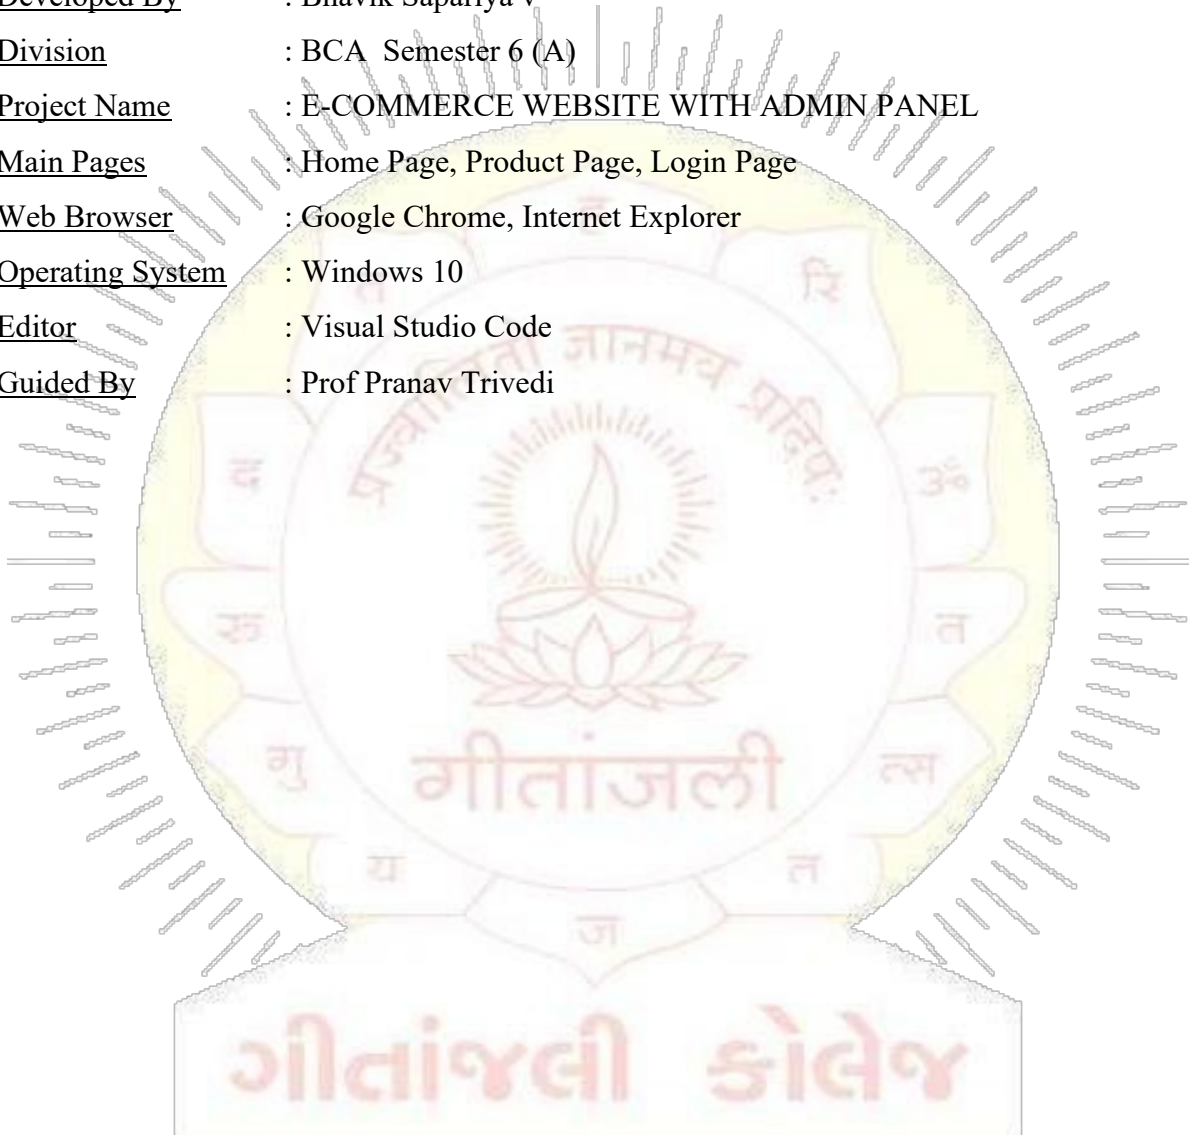 Developed By : Bhavik Sapariya V
Division : BCA Semester 6 (A)
Project Name : E-COMMERCE WEBSITE WITH ADMIN PANEL
Main Pages : Home Page, Product Page, Login Page
Web Browser : Google Chrome, Internet Explorer
Operating System : Windows 10
Editor : Visual Studio Code
Guided By : Prof Pranav Trivedi
रि
ॐ
त
त्स
त
ज
य
गु
रु
द
गीतांजली
ગીતાંજલી કોલેજ